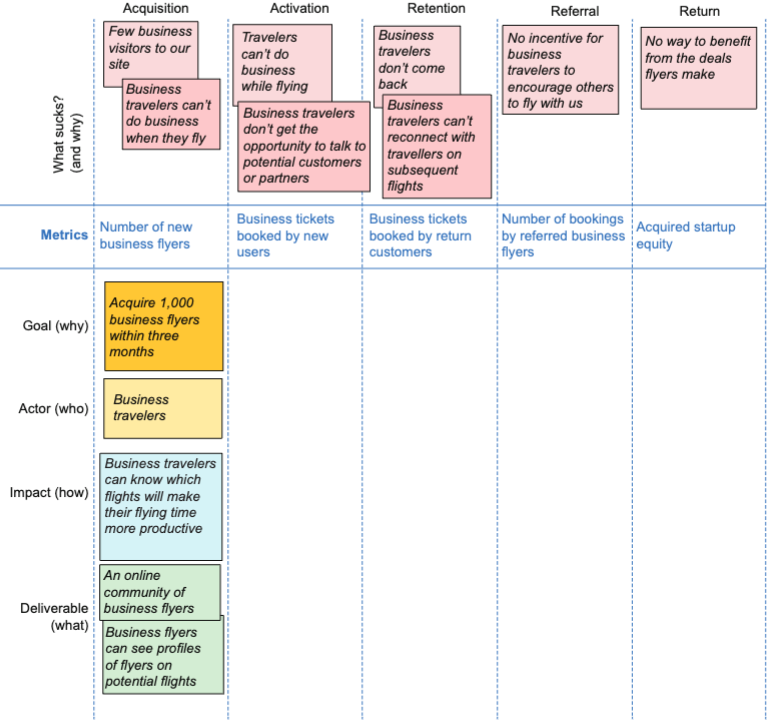 Acquisition
Activation
Retention
Referral
Return
What sucks?
(and why)
Few business
visitors to our
site
Business
travelers can't
do business
when they fly
Travelers
can't do
business
while flying
Business travelers
don't get the
opportunity to talk to
potential customers
or partners
Business
travelers
don't come
back
Business
travelers can't
reconnect with
travellers on
subsequent
flights
No incentive for
business
travelers to
encourage others
to fly with us
No way to benefit
from the deals
flyers make
Metrics
Number of new
business flyers
Business tickets
booked by new
users
Business tickets
booked by return
customers
Number of bookings
by referred business
flyers
Acquired startup
equity
Goal (why)
Acquire 1,000
business flyers
within three
months
Actor (who)
Business
travelers
Impact (how)
Business travelers
can know which
flights will make
their flying time
more productive
Deliverable
(what)
An online
community of
business flyers
Business flyers
can see profiles
of flyers on
potential flights